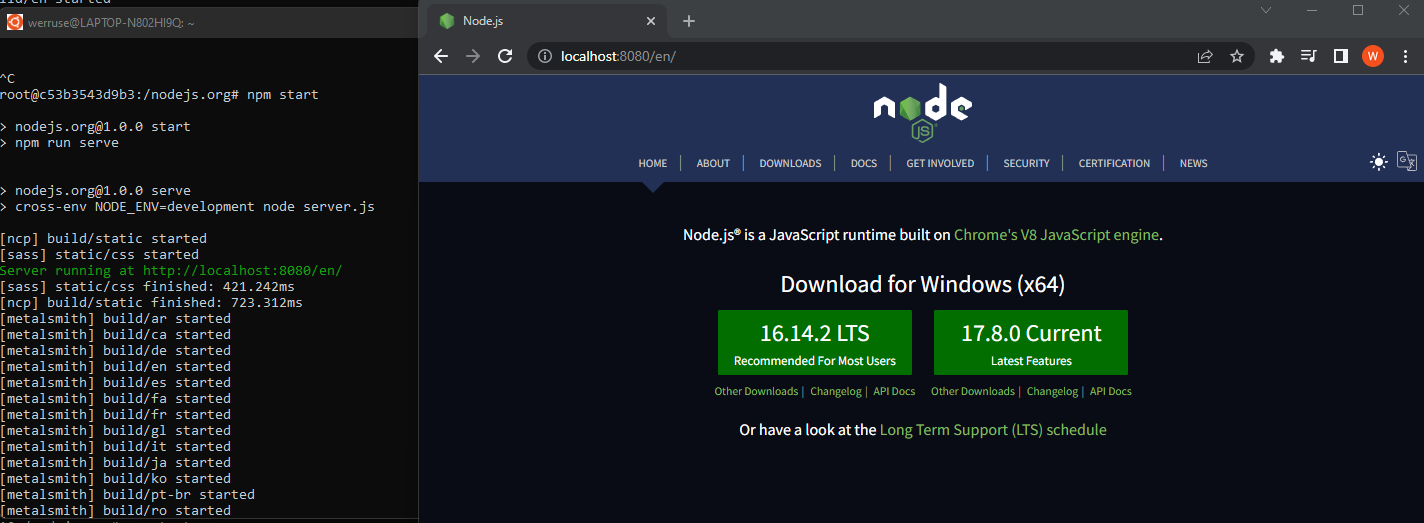 werruse@LAPTOP-N802HI9Q: ~
^C
root@c53b3543d9b3:/nodejs.org# npm start
> nodejs.org@1.0.0 start
> npm run serve
> nodejs.org@1.0.0 serve
> cross-env NODE_ENV=development node server.js
[ncp] build/static started
[sass] static/css started
Server running at http://localhost:8080/en/
[sass] static/css finished: 421.242ms
[ncp] build/static finished: 723.312ms
[metalsmith] build/ar started
[metalsmith] build/ca started
[metalsmith] build/de started
[metalsmith] build/en started
[metalsmith] build/es started
[metalsmith] build/fa started
[metalsmith] build/fr started
[metalsmith] build/gl started
[metalsmith] build/it started
[metalsmith] build/ja started
[metalsmith] build/ko started
[metalsmith] build/pt-br started
[metalsmith] build/ro started
Node.js
localhost:8080/en/
W
node
JS
HOME | ABOUT | DOWNLOADS | DOCS | GET INVOLVED | SECURITY | CERTIFICATION | NEWS
Node.js® is a JavaScript runtime built on Chrome's V8 JavaScript engine.
Download for Windows (x64)
16.14.2 LTS
Recommended For Most Users
Other Downloads | Changelog | API Docs
17.8.0 Current
Latest Features
Other Downloads | Changelog | API Docs
Or have a look at the Long Term Support (LTS) schedule